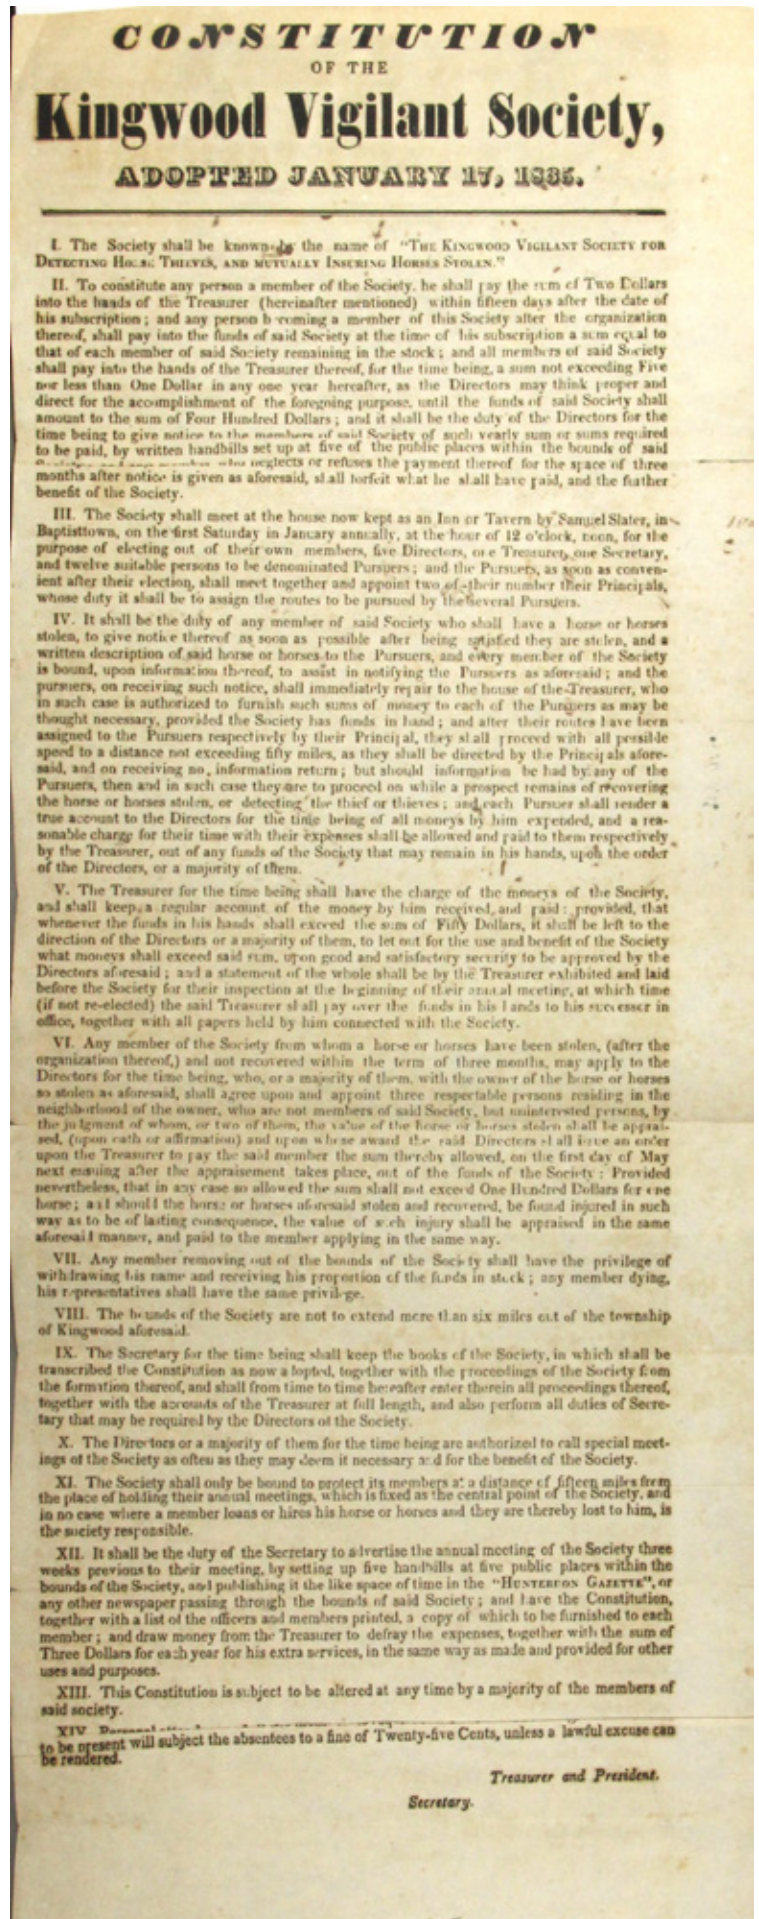 CONSTITUTION
OF THE
Kingwood Vigilant Society,
ADOPTED JANUARY 17, 1835.
I. The Society shall be known by the name of "THE KINGWOOD VIGILANT SOCIETY FOR
DETECTING HORSE THIEVES, AND MUTUALLY INSURING HORSES STOLEN."
II. To constitute any person a member of the Society, he shall pay the sum of Two Dollars
into the hands of the Treasurer (hereinafter mentioned) within fifteen days after the date of
his subscription; and any person becoming a member of this Society after the organization
thereof, shall pay into the funds of said Society at the time of his subscription a sum equal to
that of each member of said Society remaining in the stock; and all members of said Society
shall pay into the hands of the Treasurer thereof, for the time being, a sum not exceeding Five
nor less than One Dollar in any one year hereafter, as the Directors may think proper and
direct for the accomplishment of the foregoing purpose, until the funds of said Society shall
amount to the sum of Four Hundred Dollars; and it shall be the duty of the Directors for the
time being to give notice to the members of said Society of such yearly sum or sums required
to be paid, by written handbills set up at five of the public places within the bounds of said
who neglects or refuses the payment thereof for the space of three
months after notice is given as aforesaid, shall forfeit what he shall have paid, and the further
benefit of the Society.
III. The Society shall meet at the house now kept as an Inn or Tavern by Samuel Slater, in
Baptisttown, on the first Saturday in January annually, at the hour of 12 o'clock, noon, for the
purpose of electing out of their own members, five Directors, one Treasurer, one Secretary,
and twelve suitable persons to be denominated Pursuers; and the Pursuers, as soon as conven-
ient after their election, shall meet together and appoint two of their number their Principals,
whose duty it shall be to assign the routes to be pursued by the several Pursuers.
IV. It shall be the duty of any member of said Society who shall have a horse or horses
stolen, to give notice thereof as soon as possible after being satisfied they are stolen, and a
written description of said horse or horses to the Pursuers, and every member of the Society
is bound, upon information thereof, to assist in notifying the Pursuers as aforesaid; and the
pursuers, on receiving such notice, shall immediately repair to the house of the Treasurer, who
in such case is authorized to furnish such sums of money to each of the Pursuers as may be
thought necessary, provided the Society has funds in hand; and after their routes have been
assigned to the Pursuers respectively by their Principal, they shall proceed with all possible
speed to a distance not exceeding fifty miles, as they shall be directed by the Principals afore-
said, and on receiving no information return; but should information be had by any of the
Pursuers, then and in such case they are to proceed on while a prospect remains of recovering
the horse or horses stolen, or detecting the thief or thieves; and each Pursuer shall render a
true account to the Directors for the time being of all moneys by him expended, and a rea-
sonable charge for their time with their expenses shall be allowed and paid to them respectively
by the Treasurer, out of any funds of the Society that may remain in his hands, upon the order
of the Directors, or a majority of them.
V. The Treasurer for the time being shall have the charge of the moneys of the Society,
and shall keep a regular account of the money by him received, and paid: provided, that
whenever the funds in his hands shall exceed the sum of Fifty Dollars, it shall be left to the
direction of the Directors or a majority of them, to let out for the use and benefit of the Society
what moneys shall exceed said sum, upon good and satisfactory security to be approved by the
Directors aforesaid; and a statement of the whole shall be by the Treasurer exhibited and laid
before the Society for their inspection at the beginning of their annual meeting, at which time
(if not re-elected) the said Treasurer shall pay over the funds in his hands to his successer in
office, together with all papers held by him connected with the Society.
VI. Any member of the Society from whom a horse or horses have been stolen, (after the
organization thereof,) and not recovered within the term of three months, may apply to the
Directors for the time being, who, or a majority of them, with the owner of the horse or horses
so stolen as aforesaid, shall agree upon and appoint three respectable persons residing in the
neighborhood of the owner, who are not members of said Society, but uninterested persons, by
the judgment of whom, or two of them, the value of the horse or horses stolen shall be apprai-
sed, (upon oath or affirmation) and upon whose award the said Directors shall issue an order
upon the Treasurer to pay the said member the sum thereby allowed, on the first day of May
next ensuing after the appraisement takes place, out of the funds of the Society: Provided
nevertheless, that in any case so allowed the sum shall not exceed One Hundred Dollars for one
horse; and should the horse or horses aforesaid stolen and recovered, be found injured in such
way as to be of lasting consequence, the value of such injury shall be appraised in the same
aforesaid manner, and paid to the member applying in the same way.
VII. Any member removing out of the bounds of the Society shall have the privilege of
withdrawing his name and receiving his proportion of the funds in stock; any member dying,
his representatives shall have the same privilege.
VIII. The bounds of the Society are not to extend more than six miles out of the township
of Kingwood aforesaid.
IX. The Secretary for the time being shall keep the books of the Society, in which shall be
transcribed the Constitution as now adopted, together with the proceedings of the Society from
the formation thereof, and shall from time to time hereafter enter therein all proceedings thereof,
together with the accounts of the Treasurer at full length, and also perform all duties of Secre-
tary that may be required by the Directors of the Society.
X. The Directors or a majority of them for the time being are authorized to call special meet-
ings of the Society as often as they may deem it necessary and for the benefit of the Society.
XI. The Society shall only be bound to protect its members at a distance of fifteen miles from
the place of holding their annual meetings, which is fixed as the central point of the Society, and
in no case where a member loans or hires his horse or horses and they are thereby lost to him, is
the society responsible.
XII. It shall be the duty of the Secretary to advertise the annual meeting of the Society three
weeks previous to their meeting, by setting up five handbills at five public places within the
bounds of the Society, and publishing it the like space of time in the "HUNTERDON GAZETTE", or
any other newspaper passing through the bounds of said Society; and have the Constitution,
together with a list of the officers and members printed, a copy of which to be furnished to each
member; and draw money from the Treasurer to defray the expenses, together with the sum of
Three Dollars for each year for his extra services, in the same way as made and provided for other
uses and purposes.
XIII. This Constitution is subject to be altered at any time by a majority of the members of
said society.
XIV.
to be present will subject the absentees to a fine of Twenty-five Cents, unless a lawful excuse can
be rendered.
Treasurer and President.
Secretary.